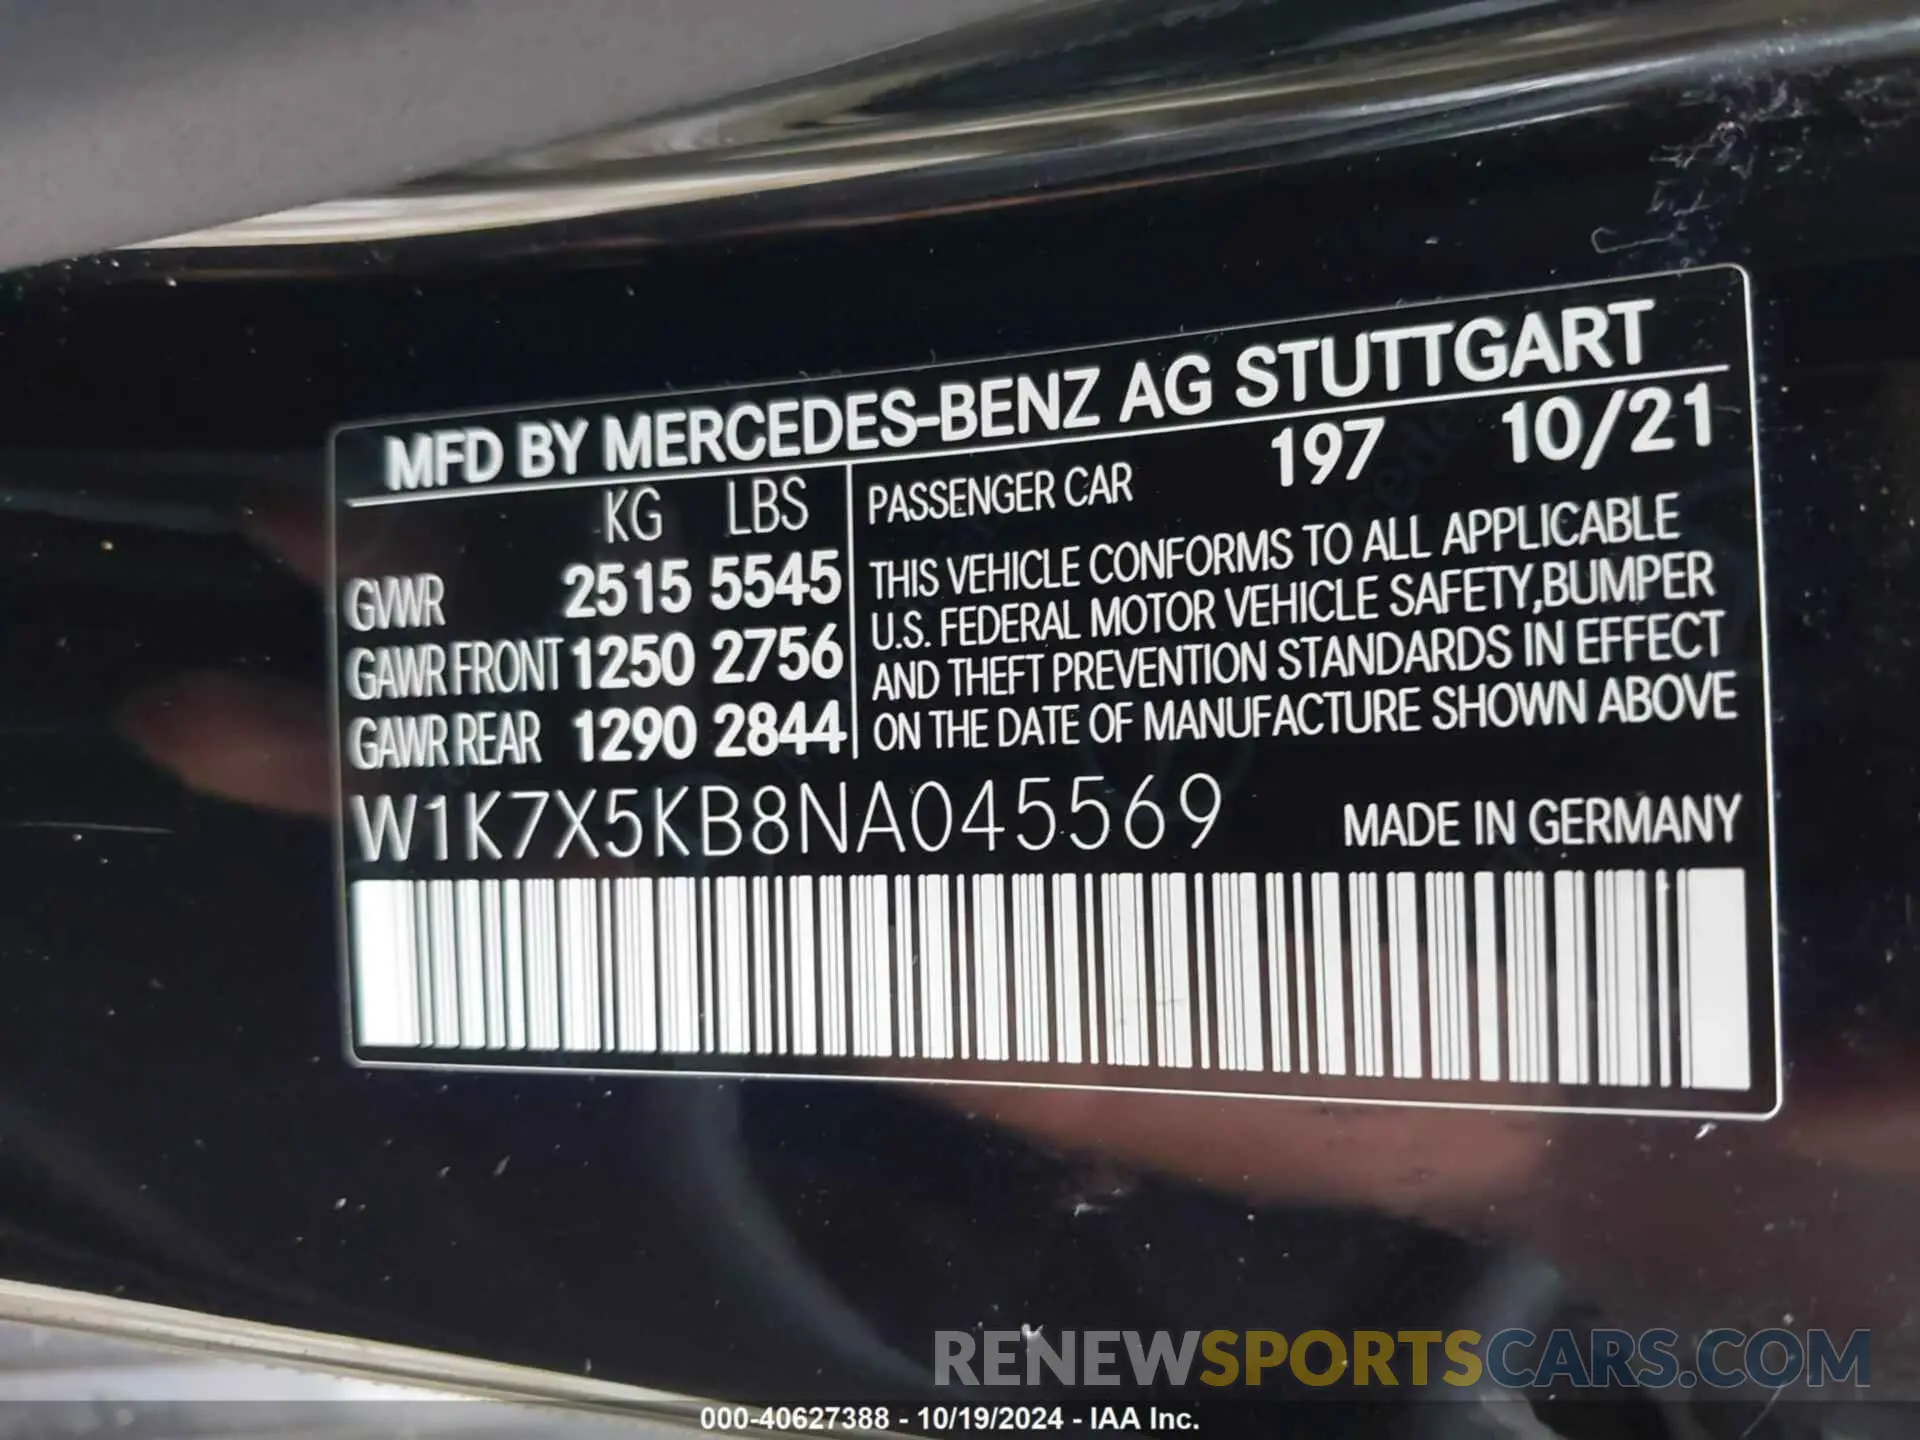 MFD BY MERCEDES-BENZ AG STUTTGART
KG LBS
GVWR 2515 5545
GAWR FRONT 1250 2756
GAWR REAR 1290 2844
PASSENGER CAR 197 10/21
THIS VEHICLE CONFORMS TO ALL APPLICABLE
U.S. FEDERAL MOTOR VEHICLE SAFETY,BUMPER
AND THEFT PREVENTION STANDARDS IN EFFECT
ON THE DATE OF MANUFACTURE SHOWN ABOVE
W1K7X5KB8NA045569 MADE IN GERMANY
RENEWSPORTSCARS.COM
000-40627388 - 10/19/2024 - IAA Inc.